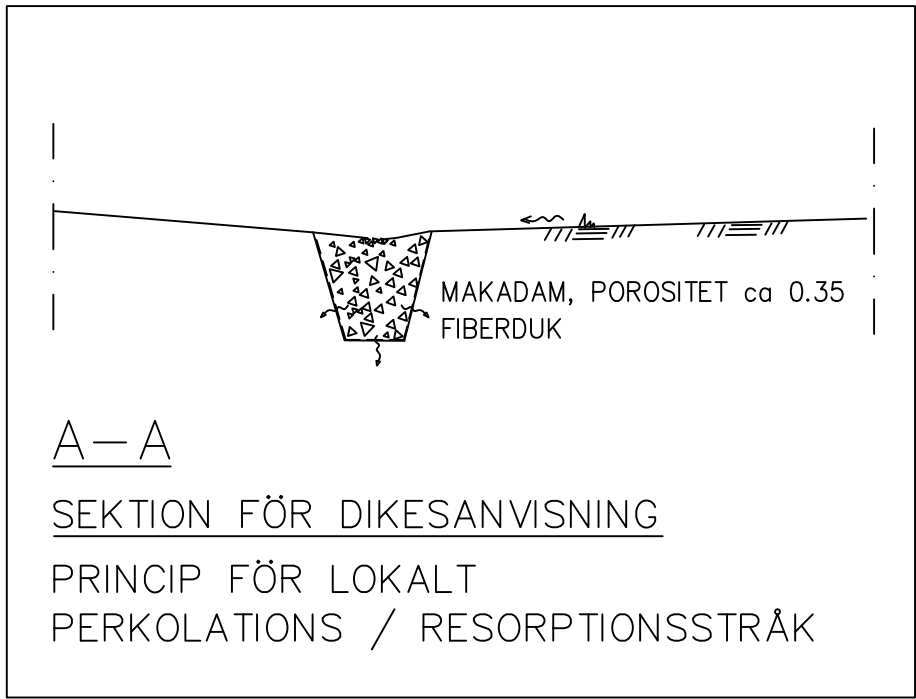 MAKADAM, POROSITET ca 0.35
FIBERDUK
A—A
SEKTION FÖR DIKESANVISNING
PRINCIP FÖR LOKALT
PERKOLATIONS / RESORPTIONSSTRÅK